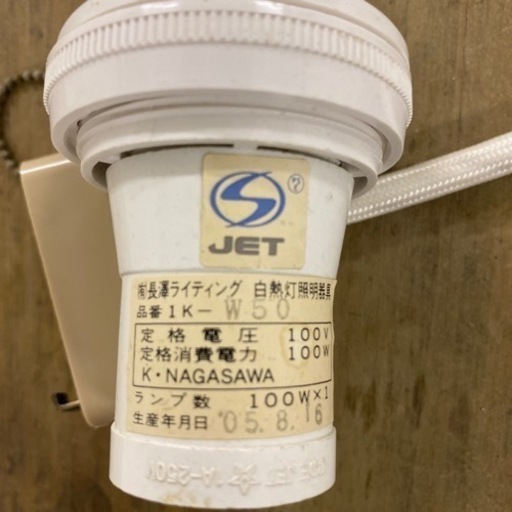 JET
㈲長澤ライティング 白熱灯照明器具
品番 1K-W50
定格電圧 100V
定格消費電力 100W
K・NAGASAWA
ランプ数 100W×1
生産年月日 '05.8.16
1A-250V